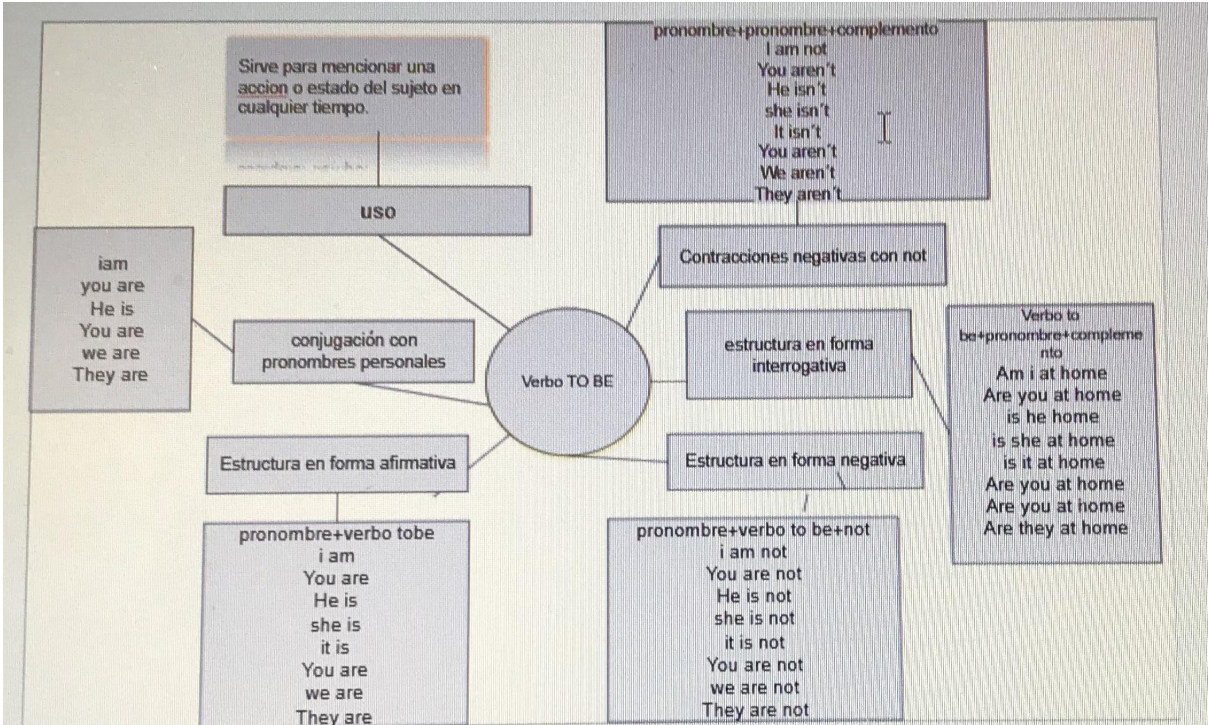 Sirve para mencionar una
accion o estado del sujeto en
cualquier tiempo.
uso
iam
you are
He is
You are
we are
They are
conjugación con
pronombres personales
Estructura en forma afirmativa
pronombre+verbo tobe
i am
You are
He is
she is
it is
You are
we are
They are
Verbo TO BE
pronombre+pronombre+complemento
I am not
You aren´t
He isn´t
she isn´t
It isn´t
You aren´t
We aren´t
They aren´t
Contracciones negativas con not
estructura en forma
interrogativa
Verbo to
be+pronombre+compleme
nto
Am i at home
Are you at home
is he home
is she at home
is it at home
Are you at home
Are you at home
Are they at home
Estructura en forma negativa
pronombre+verbo to be+not
i am not
You are not
He is not
she is not
it is not
You are not
we are not
They are not